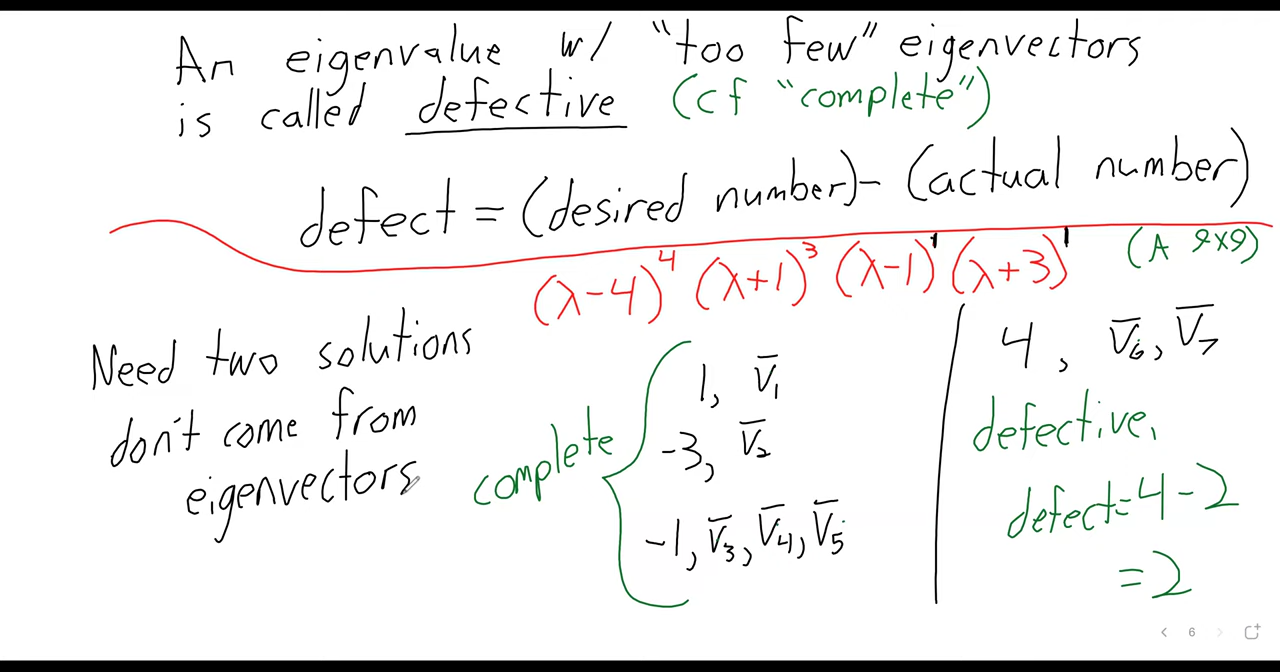 An eigenvalue w/ "too few" eigenvectors
is called defective (cf "complete")
defect = (desired number) - (actual number)
(λ-4)⁴ (λ+1)³ (λ-1)¹ (λ+3)¹ (A 9x9)
Need two solutions
don't come from
eigenvectors
complete
1, V̄₁
-3, V̄₂
-1, V̄₃, V̄₄, V̄₅
4, V̄₆, V̄₇
defective,
defect=4-2
=2
6